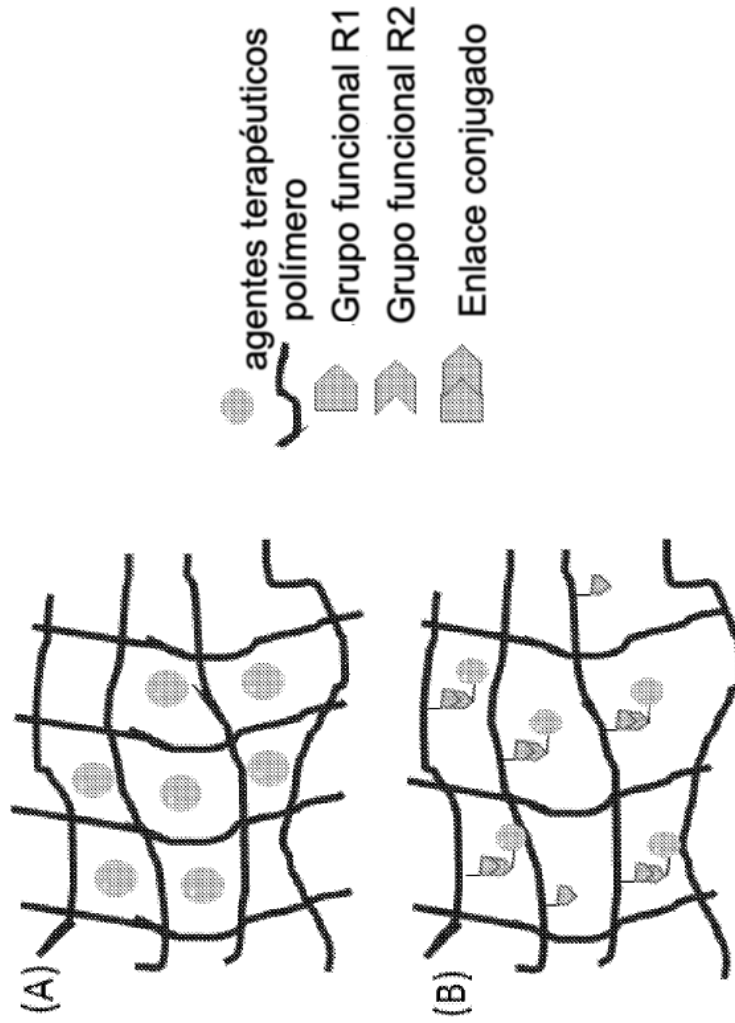 (A)
(B)
agentes terapéuticos
polímero
Grupo funcional R1
Grupo funcional R2
Enlace conjugado